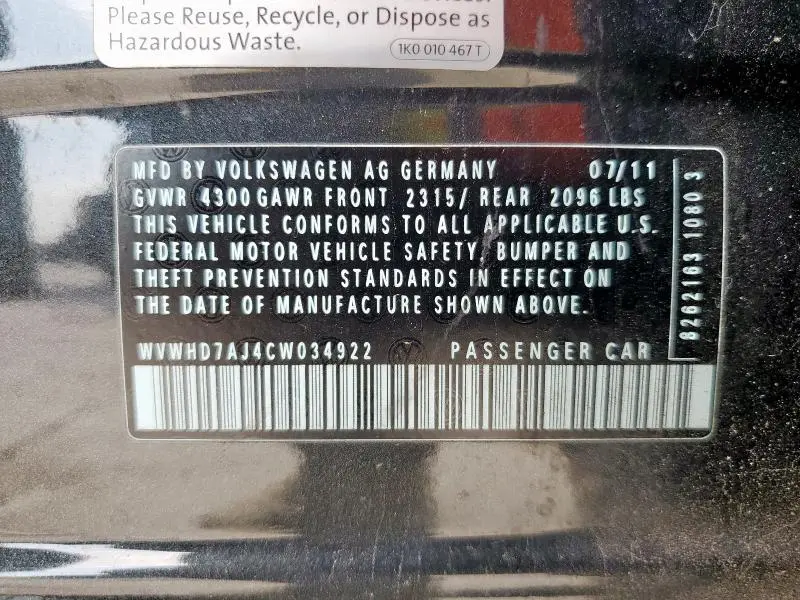 Please Reuse, Recycle, or Dispose as
Hazardous Waste.
1K0 010 467 T
MFD BY VOLKSWAGEN AG GERMANY 07/11
GVWR 4300 GAWR FRONT 2315/ REAR 2096 LBS
THIS VEHICLE CONFORMS TO ALL APPLICABLE U.S.
FEDERAL MOTOR VEHICLE SAFETY, BUMPER AND
THEFT PREVENTION STANDARDS IN EFFECT ON
THE DATE OF MANUFACTURE SHOWN ABOVE.
WVWHD7AJ4CW034922 PASSENGER CAR
8262163 1080 3